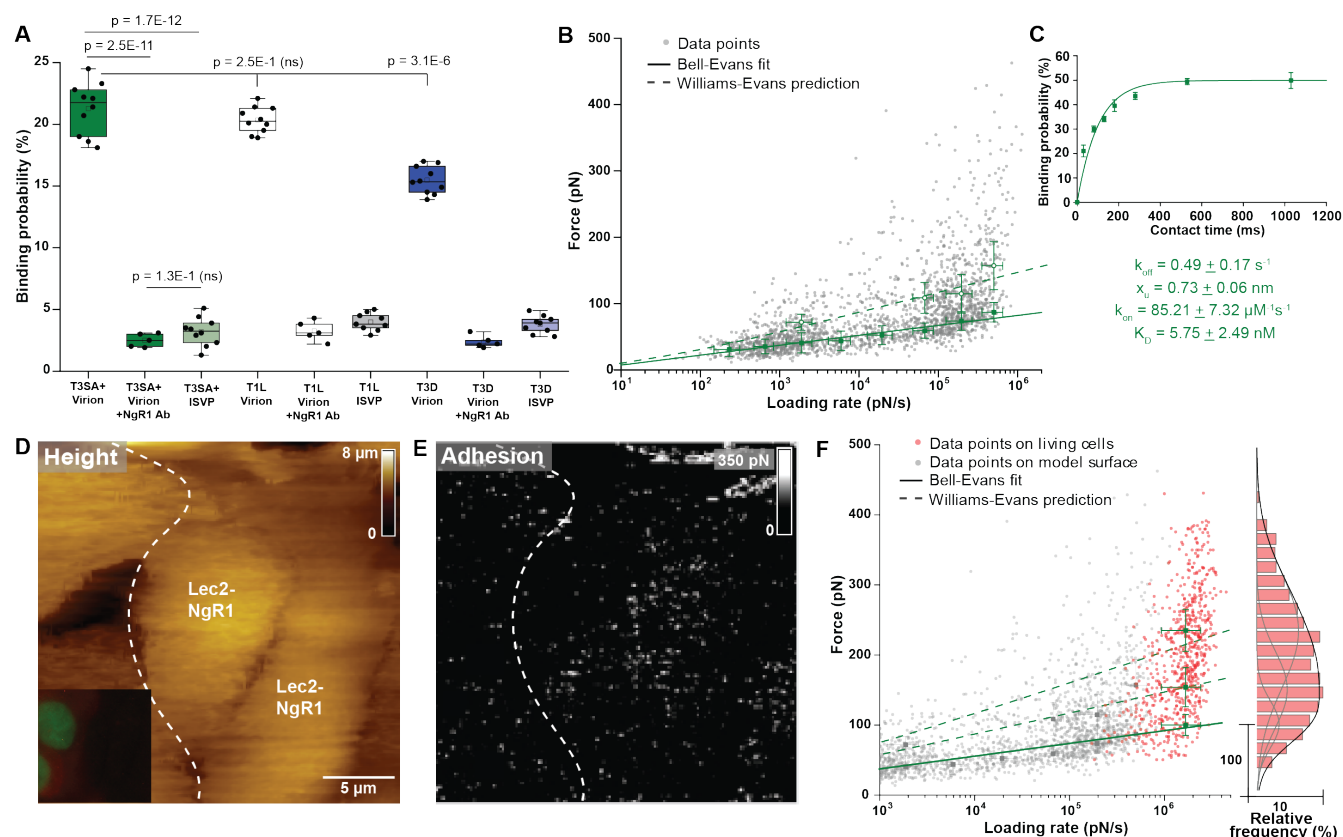 A
p = 1.7E-12
p = 2.5E-11
p = 2.5E-1 (ns)
p = 3.1E-6
p = 1.3E-1 (ns)
Binding probability (%)
25
20
15
10
5
0
T3SA+
Virion
T3SA+
Virion
+NgR1 Ab
T3SA+
ISVP
T1L
Virion
T1L
Virion
+NgR1 Ab
T1L
ISVP
T3D
Virion
T3D
Virion
+NgR1 Ab
T3D
ISVP
B
Data points
Bell-Evans fit
Williams-Evans prediction
Force (pN)
500
400
300
200
100
0
10¹
10²
10³
10⁴
10⁵
10⁶
Loading rate (pN/s)
C
Binding probability (%)
60
50
40
30
20
10
0
0
200
400
600
800
1000
1200
Contact time (ms)
k_off = 0.49 ± 0.17 s⁻¹
x_u = 0.73 ± 0.06 nm
k_on = 85.21 ± 7.32 µM⁻¹s⁻¹
K_D = 5.75 ± 2.49 nM
D
Height
8 µm
0
Lec2-
NgR1
Lec2-
NgR1
5 µm
E
Adhesion
350 pN
0
F
Data points on living cells
Data points on model surface
Bell-Evans fit
Williams-Evans prediction
Force (pN)
500
400
300
200
100
0
10³
10⁴
10⁵
10⁶
Loading rate (pN/s)
100
10
Relative
frequency (%)